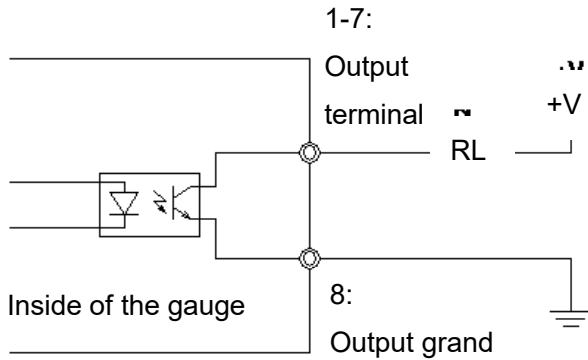 1-7:
Output
terminal
+V
RL
Inside of the gauge
8:
Output grand